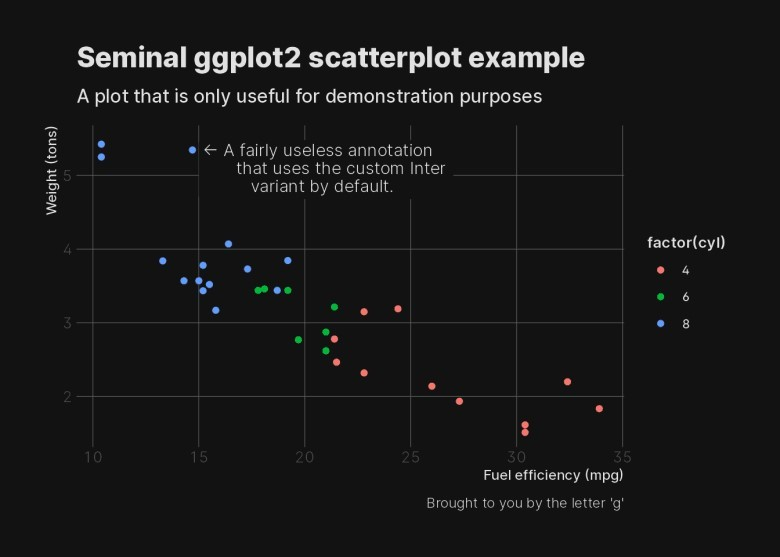 Seminal ggplot2 scatterplot example
A plot that is only useful for demonstration purposes
Weight (tons)
← A fairly useless annotation
that uses the custom Inter
variant by default.
5
4
3
2
10 15 20 25 30 35
Fuel efficiency (mpg)
factor(cyl)
4
6
8
Brought to you by the letter 'g'